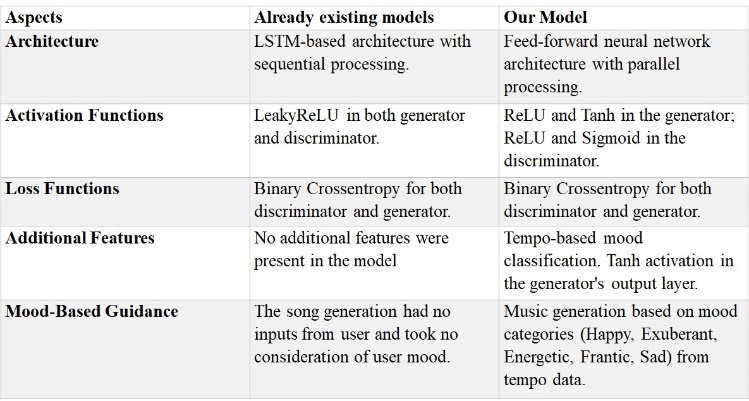 Aspects
Already existing models
Our Model
Architecture
LSTM-based architecture with
sequential processing.
Feed-forward neural network
architecture with parallel
processing.
Activation Functions
LeakyReLU in both generator
and discriminator.
ReLU and Tanh in the generator;
ReLU and Sigmoid in the
discriminator.
Loss Functions
Binary Crossentropy for both
discriminator and generator.
Binary Crossentropy for both
discriminator and generator.
Additional Features
No additional features were
present in the model
Tempo-based mood
classification. Tanh activation in
the generator's output layer.
Mood-Based Guidance
The song generation had no
inputs from user and took no
consideration of user mood.
Music generation based on mood
categories (Happy, Exuberant,
Energetic, Frantic, Sad) from
tempo data.